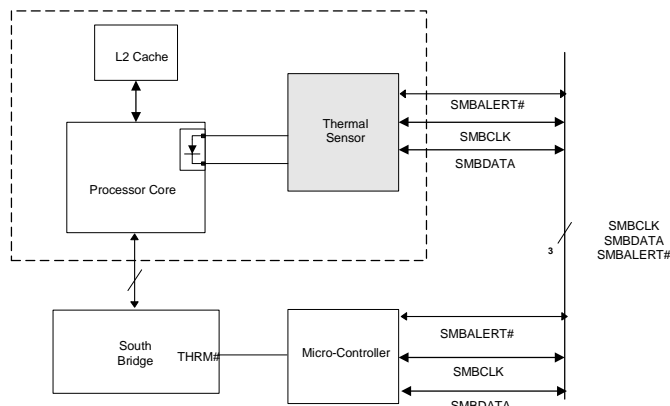 L2 Cache
Thermal
Sensor
SMBALERT#
SMBCLK
SMBDATA
Processor Core
SMBCLK
SMBDATA
SMBALERT#
3
South
Bridge
THRM#
Micro-Controller
SMBALERT#
SMBCLK
SMBDATA